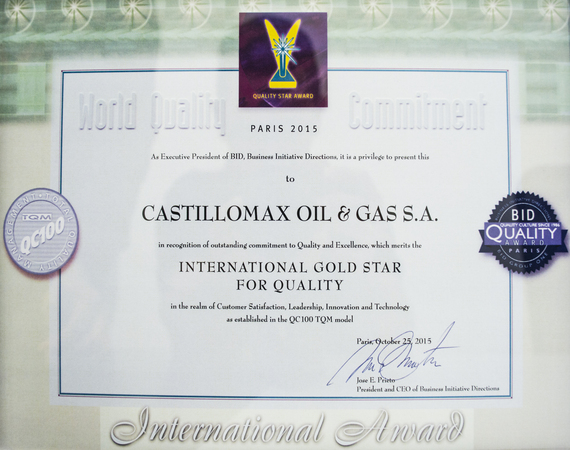 QUALITY STAR AWARD
World Quality Commitment
PARIS 2015
As Executive President of BID, Business Initiative Directions, it is a privilege to present this
to
CASTILLOMAX OIL & GAS S.A.
in recognition of outstanding commitment to Quality and Excellence, which merits the
TQM
QC100
BID
QUALITY CULTURE SINCE 1986
QUALITY
AWARD
PARIS
INTERNATIONAL GOLD STAR
FOR QUALITY
in the realm of Customer Satisfaction, Leadership, Innovation and Technology
as established in the QC100 TQM model
Paris, October 25, 2015
Jose E. Prieto
President and CEO of Business Initiative Directions
International Award